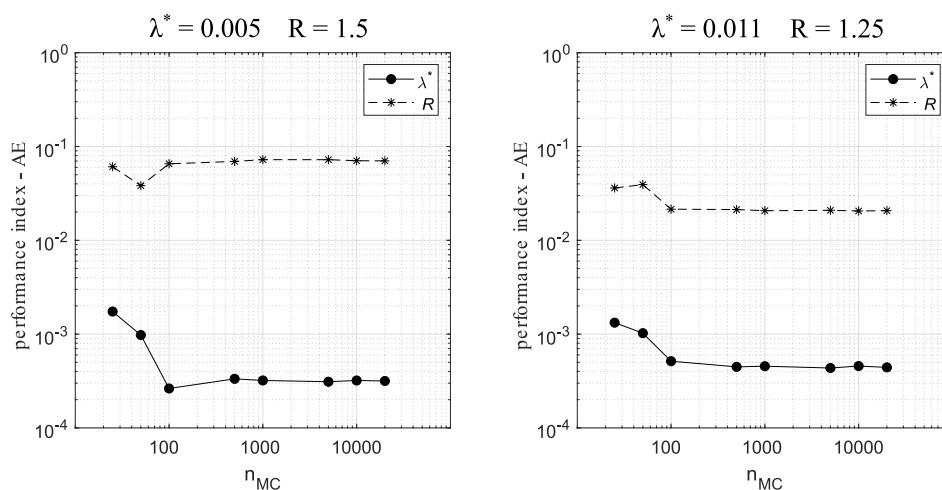 λ* = 0.005 R = 1.5
10^0
10^-1
10^-2
10^-3
10^-4
performance index - AE
λ*
R
100 1000 10000
n_MC
λ* = 0.011 R = 1.25
10^0
10^-1
10^-2
10^-3
10^-4
performance index - AE
λ*
R
100 1000 10000
n_MC